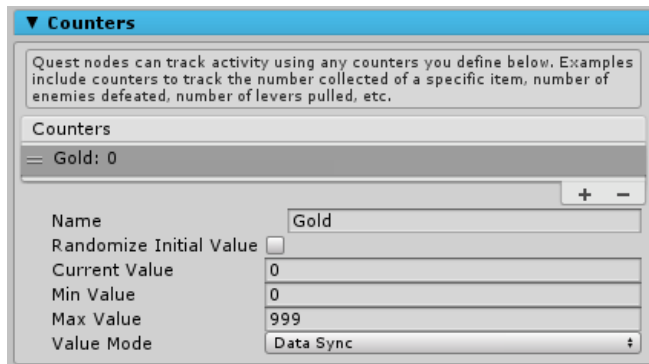 ▼ Counters
Quest nodes can track activity using any counters you define below. Examples
include counters to track the number collected of a specific item, number of
enemies defeated, number of levers pulled, etc.
Counters
= Gold: 0
+ −
Name Gold
Randomize Initial Value
Current Value 0
Min Value 0
Max Value 999
Value Mode Data Sync